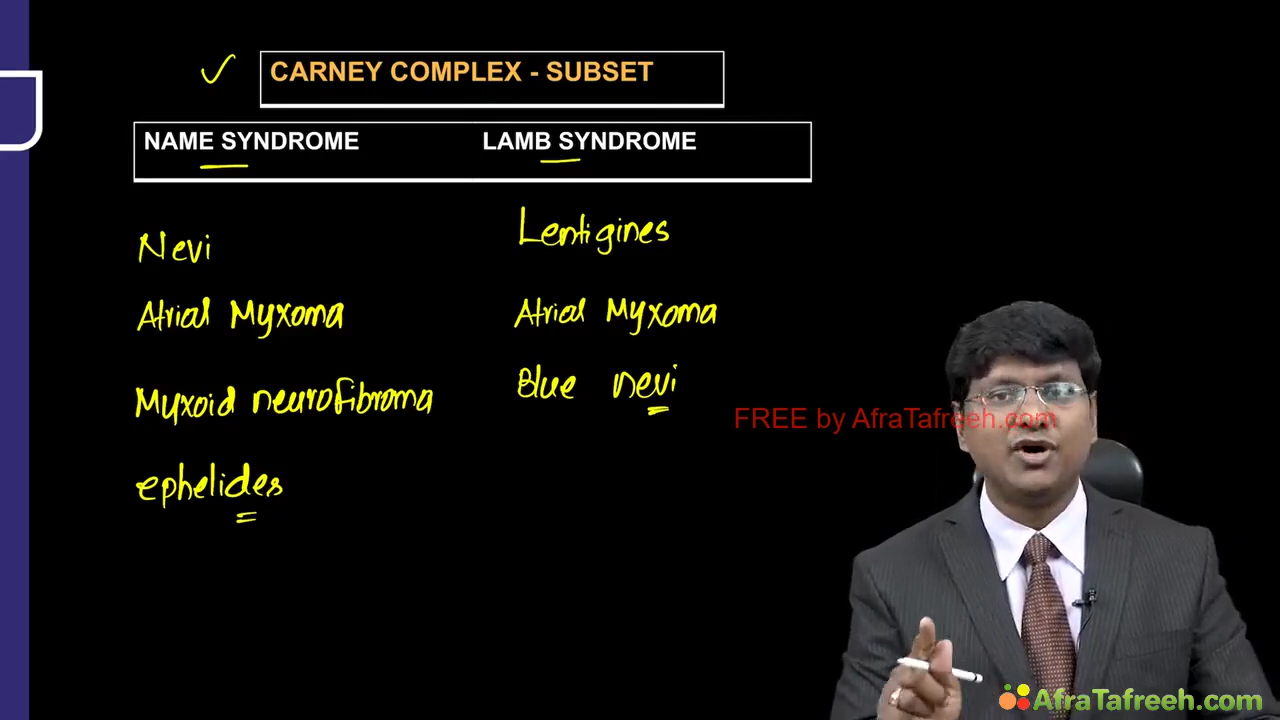 CARNEY COMPLEX - SUBSET
NAME SYNDROME LAMB SYNDROME
Nevi
Atrial Myxoma
Myxoid neurofibroma
ephelides
Lentigines
Atrial Myxoma
Blue nevi
FREE by AfraTafreeh.com
AfraTafreeh.com